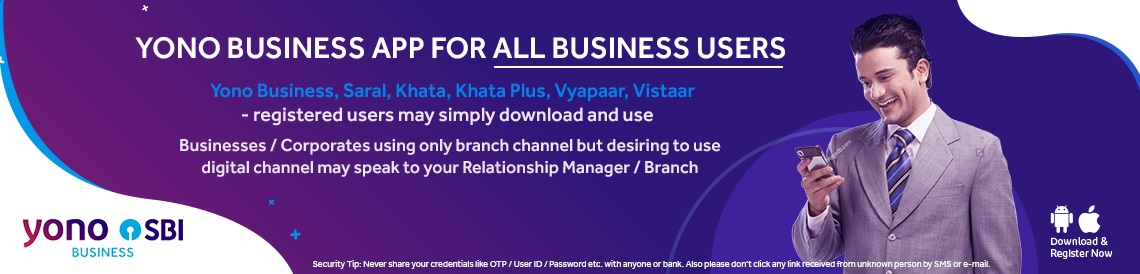 YONO BUSINESS APP FOR ALL BUSINESS USERS
Yono Business, Saral, Khata, Khata Plus, Vyapaar, Vistaar
- registered users may simply download and use
Businesses / Corporates using only branch channel but desiring to use
digital channel may speak to your Relationship Manager / Branch
yono SBI
BUSINESS
Download &
Register Now
Security Tip: Never share your credentials like OTP / User ID / Password etc. with anyone or bank. Also please don't click any link received from unknown person by SMS or e-mail.